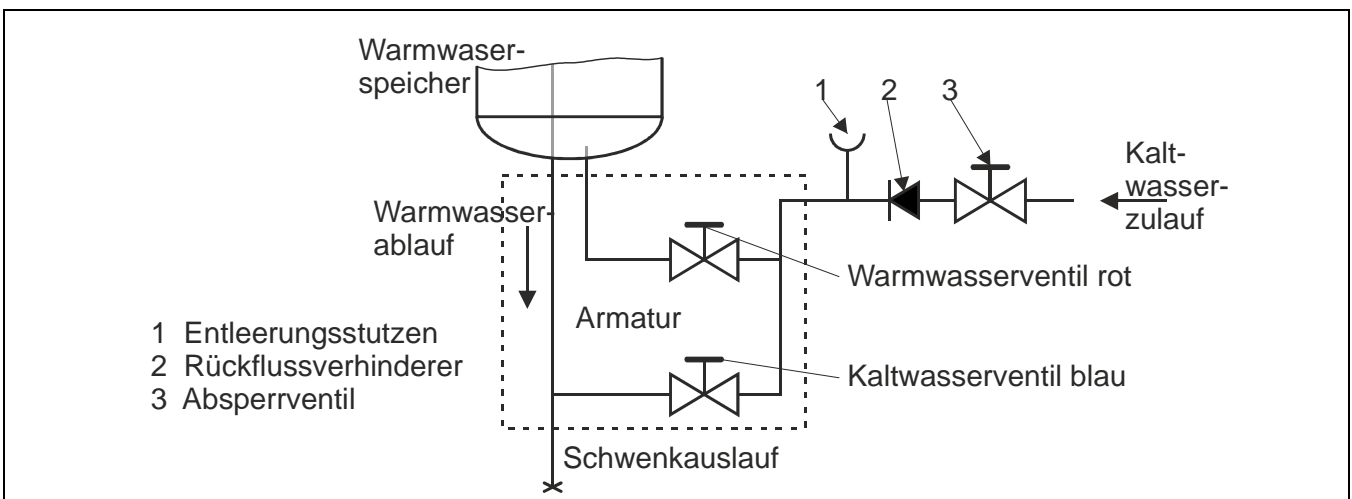 Warmwaser-
speicher
1 2 3
Kalt-
wasser-
zulauf
Warmwasser-
ablauf
Warmwasserventil rot
Armatur
1 Entleerungsstutzen
2 Rückflussverhinderer
3 Absperrventil
Kaltwasserventil blau
Schwenkauslauf